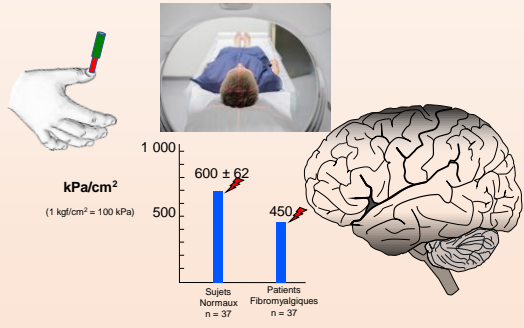 1 000
600 ± 62
kPa/cm²
(1 kgf/cm² = 100 kPa)
500
450
Sujets
Normaux
n = 37
Patients
Fibromyalgiques
n = 37